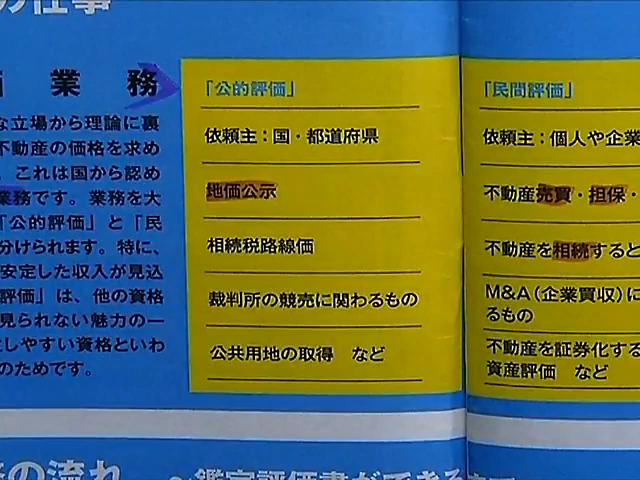 の仕事
業務
な立場から理論に裏
不動産の価格を求め
。これは国から認め
業務です。業務を大
「公的評価」と「民
分けられます。特に、
安定した収入が見込
評価」は、他の資格
見られない魅力の一
しやすい資格といわ
のためです。
「公的評価」
依頼主：国・都道府県
地価公示
相続税路線価
裁判所の競売に関わるもの
公共用地の取得　など
「民間評価」
依頼主：個人や企業
不動産売買・担保・
不動産を相続すると
M&A（企業買収）に
るもの
不動産を証券化する
資産評価　など
の流れ
鑑定評価書ができるまで